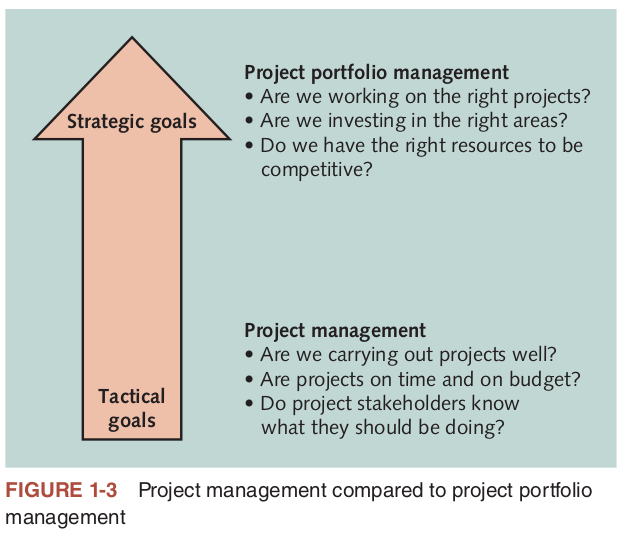 Strategic goals
Project portfolio management
• Are we working on the right projects?
• Are we investing in the right areas?
• Do we have the right resources to be
competitive?
Tactical
goals
Project management
• Are we carrying out projects well?
• Are projects on time and on budget?
• Do project stakeholders know
what they should be doing?
FIGURE 1-3 Project management compared to project portfolio
management